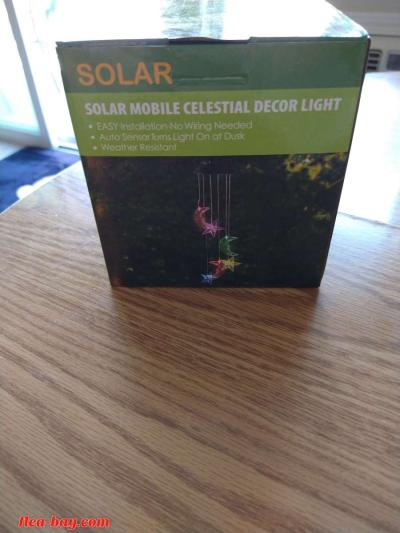 SOLAR
SOLAR MOBILE CELESTIAL DECOR LIGHT
• EASY Installation-No Wiring Needed
• Auto Sensor Turns Light On at Dusk
• Weather Resistant
flea-bay.com